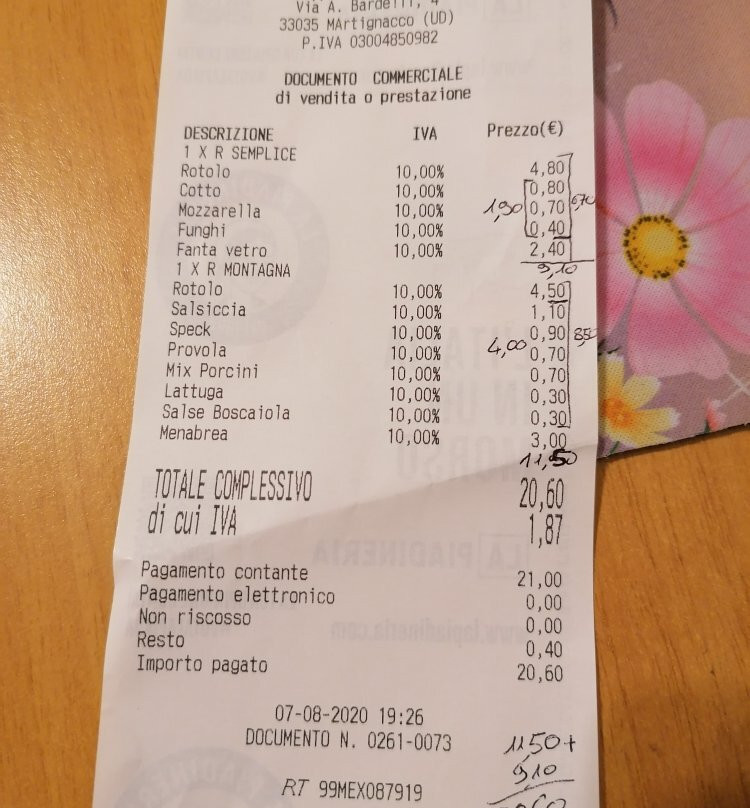 Via A. Bardelli, 4
33035 MArtignacco (UD)
P.IVA 03004850982
DOCUMENTO COMMERCIALE
di vendita o prestazione
DESCRIZIONE IVA Prezzo(€)
1 X R SEMPLICE
Rotolo 10,00% 4,80
Cotto 10,00% 0,80
Mozzarella 10,00% 1,90 0,70 6,70
Funghi 10,00% 0,40
Fanta vetro 10,00% 2,40
9,10
1 X R MONTAGNA
Rotolo 10,00% 4,50
Salsiccia 10,00% 1,10
Speck 10,00% 0,90 8,50
Provola 10,00% 4,00 0,70
Mix Porcini 10,00% 0,70
Lattuga 10,00% 0,30
Salse Boscaiola 10,00% 0,30
Menabrea 10,00% 3,00
11,50
TOTALE COMPLESSIVO 20,60
di cui IVA 1,87
Pagamento contante 21,00
Pagamento elettronico 0,00
Non riscosso 0,00
Resto 0,40
Importo pagato 20,60
07-08-2020 19:26
DOCUMENTO N. 0261-0073
1150+
910
RT 99MEX087919